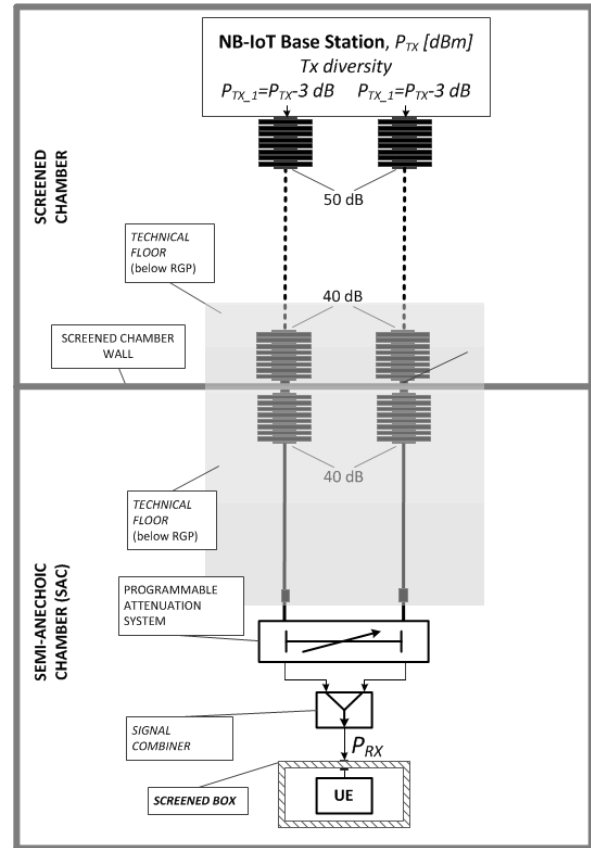 NB-IoT Base Station, PTX [dBm]
Tx diversity
PTX_1=PTX-3 dB PTX_1=PTX-3 dB
50 dB
SCREENED
CHAMBER
TECHNICAL
FLOOR
(below RGP)
40 dB
SCREENED CHAMBER
WALL
40 dB
TECHNICAL
FLOOR
(below RGP)
SEMI-ANECHOIC
CHAMBER (SAC)
PROGRAMMABLE
ATTENUATION
SYSTEM
SIGNAL
COMBINER
PRX
SCREENED BOX
UE